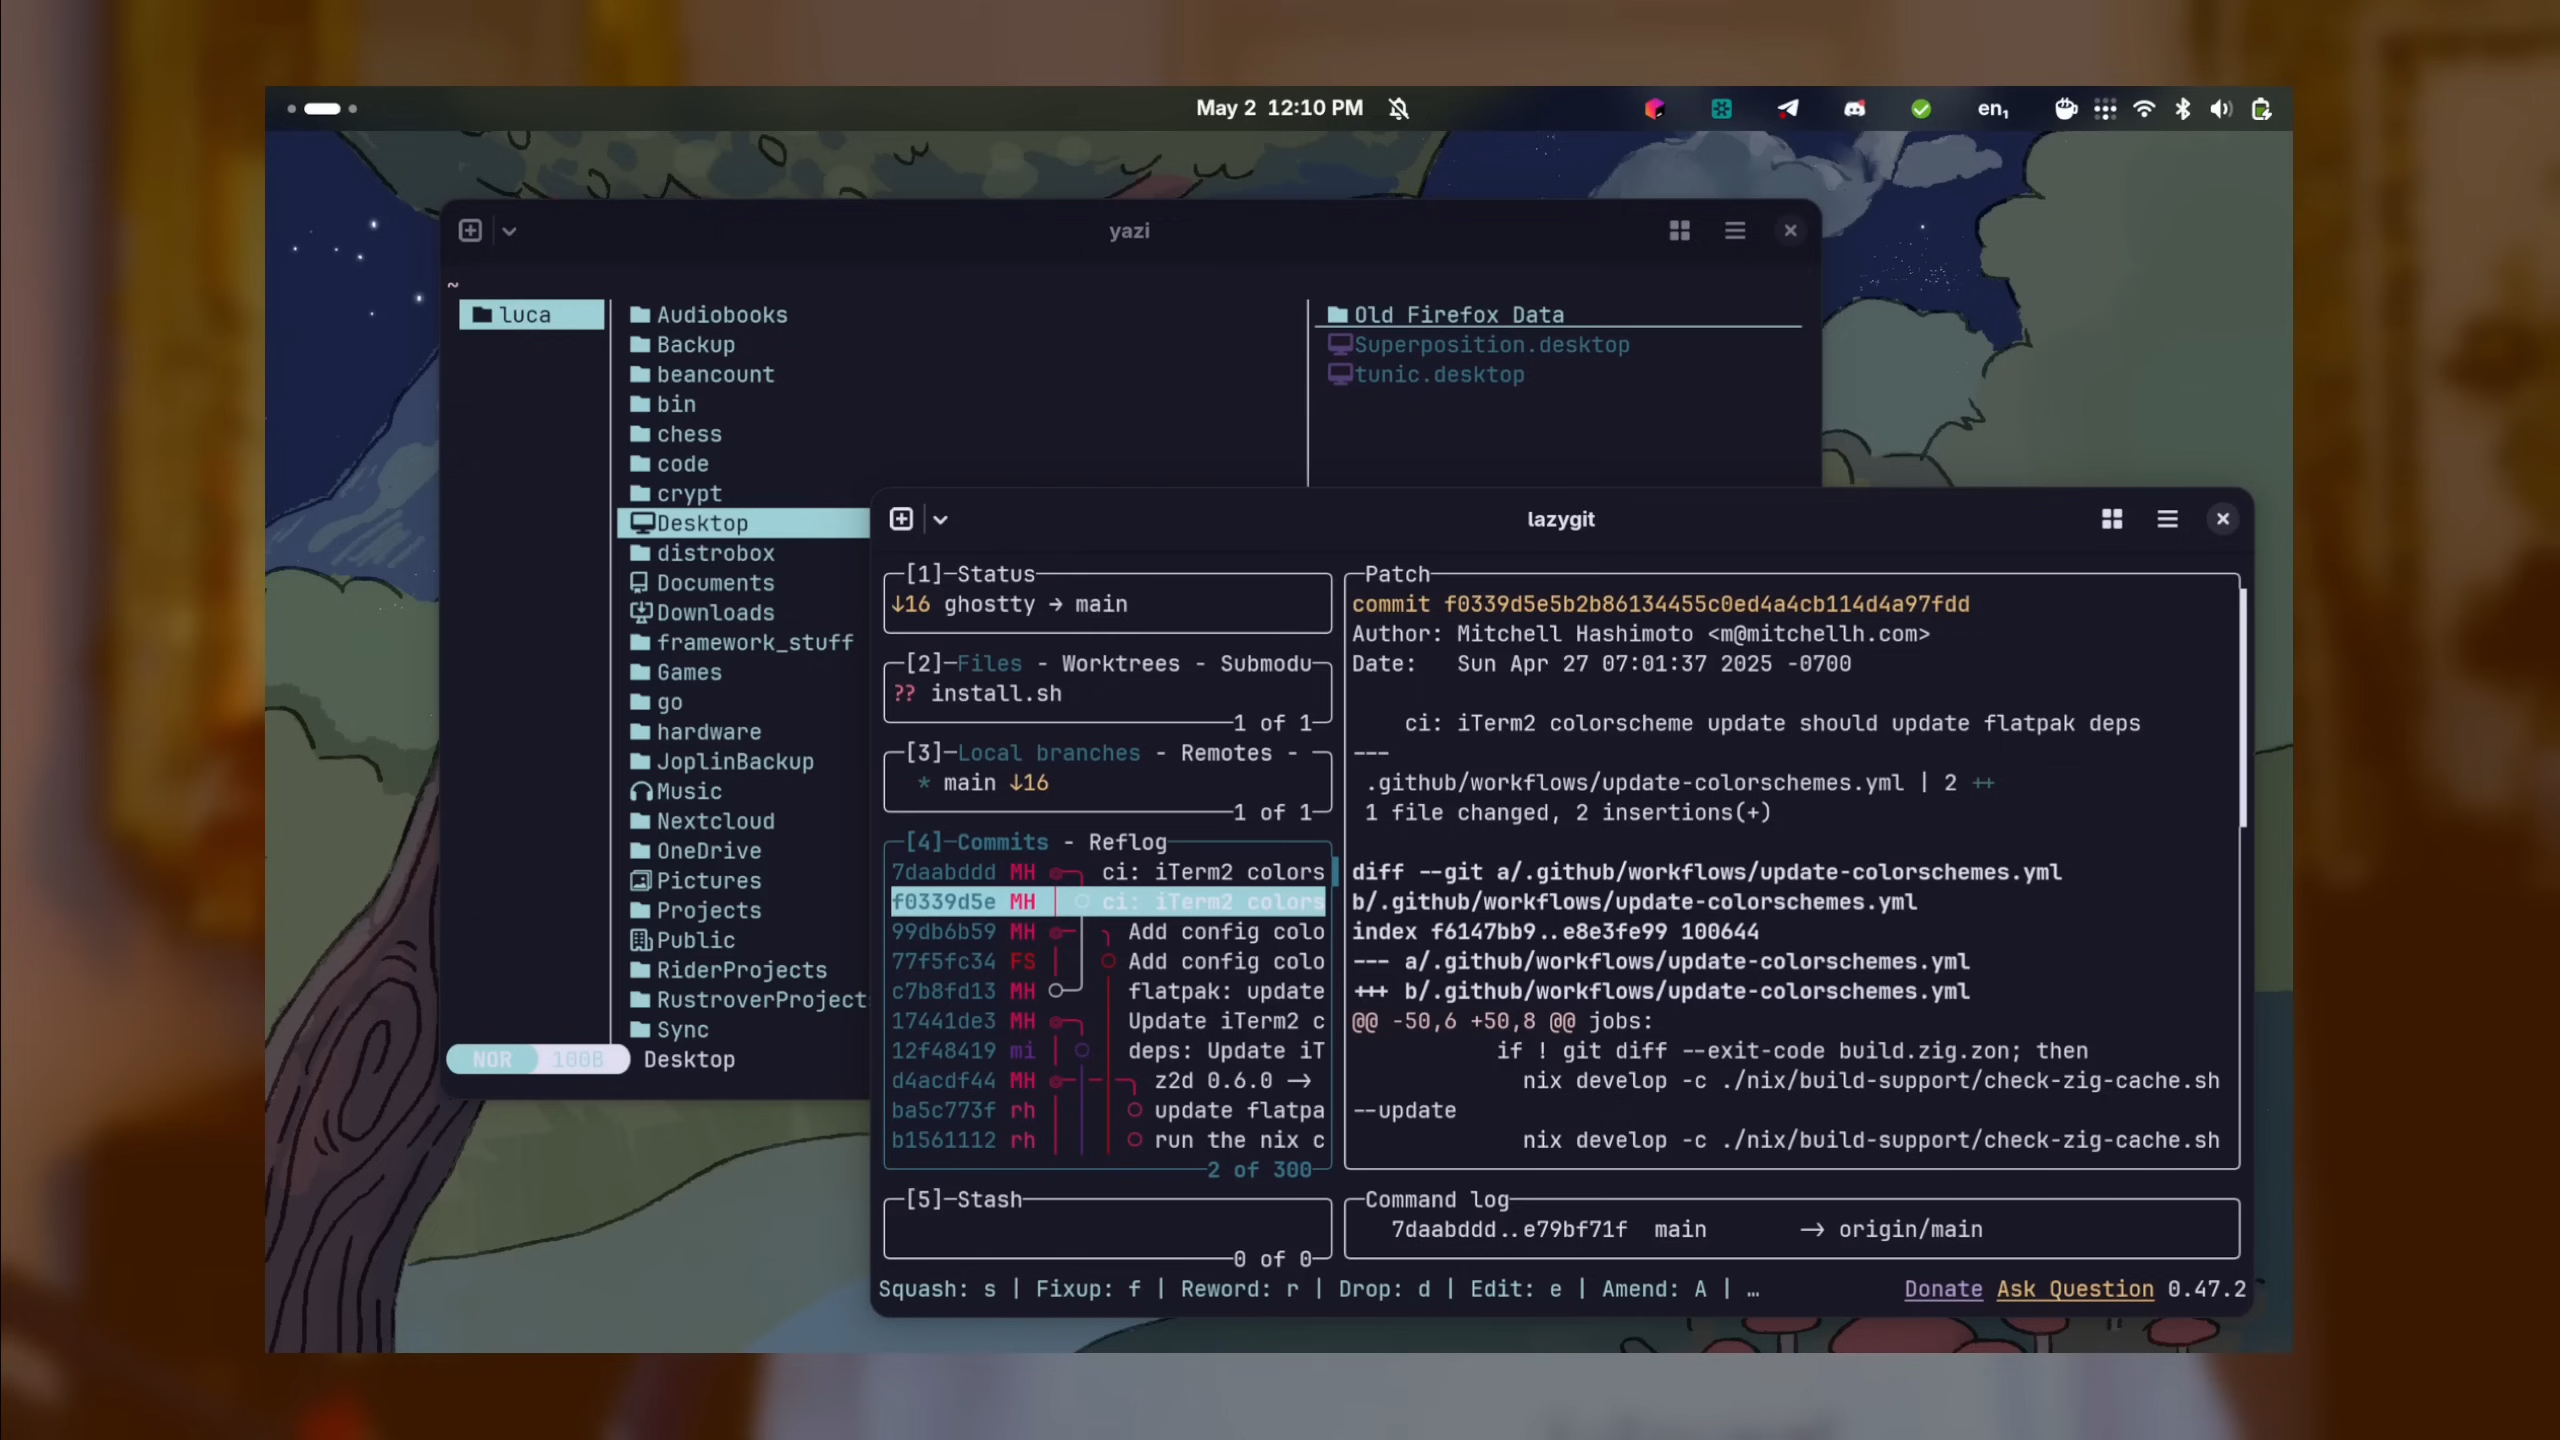 May 2 12:10 PM
en₁
yazi
~
luca
Audiobooks
Backup
beancount
bin
chess
code
crypt
Desktop
distrobox
Documents
Downloads
framework_stuff
Games
go
hardware
JoplinBackup
Music
Nextcloud
OneDrive
Pictures
Projects
Public
RiderProjects
RustroverProject
Sync
Old Firefox Data
Superposition.desktop
tunic.desktop
NOR 100B Desktop
lazygit
[1]-Status
↓16 ghostty → main
[2]-Files - Worktrees - Submodu
?? install.sh
1 of 1
[3]-Local branches - Remotes -
* main ↓16
1 of 1
[4]-Commits - Reflog
7daabddd MH ci: iTerm2 colors
f0339d5e MH ci: iTerm2 colors
99db6b59 MH Add config colo
77f5fc34 FS Add config colo
c7b8fd13 MH flatpak: update
17441de3 MH Update iTerm2 c
12f48419 mi deps: Update iT
d4acdf44 MH z2d 0.6.0 →
ba5c773f rh update flatpa
b1561112 rh run the nix c
2 of 300
[5]-Stash
0 of 0
Patch
commit f0339d5e5b2b86134455c0ed4a4cb114d4a97fdd
Author: Mitchell Hashimoto <m@mitchellh.com>
Date: Sun Apr 27 07:01:37 2025 -0700
ci: iTerm2 colorscheme update should update flatpak deps
---
.github/workflows/update-colorschemes.yml | 2 ++
1 file changed, 2 insertions(+)
diff --git a/.github/workflows/update-colorschemes.yml
b/.github/workflows/update-colorschemes.yml
index f6147bb9..e8e3fe99 100644
--- a/.github/workflows/update-colorschemes.yml
+++ b/.github/workflows/update-colorschemes.yml
@@ -50,6 +50,8 @@ jobs:
if ! git diff --exit-code build.zig.zon; then
nix develop -c ./nix/build-support/check-zig-cache.sh
--update
nix develop -c ./nix/build-support/check-zig-cache.sh
Command log
7daabddd..e79bf71f main → origin/main
Squash: s | Fixup: f | Reword: r | Drop: d | Edit: e | Amend: A | …
Donate Ask Question 0.47.2